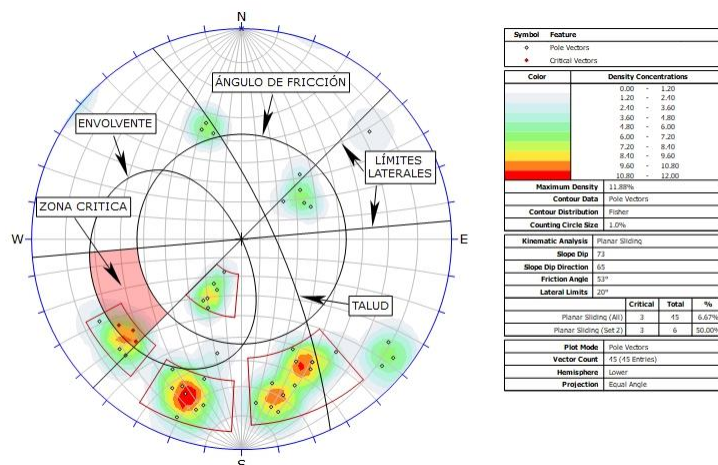 N
ÁNGULO DE FRICCIÓN
ENVOLVENTE
LÍMITES
LATERALES
ZONA CRITICA
W
E
TALUD
S
Symbol Feature
Pole Vectors
Critical Vectors
Color Density Concentrations
0.00 - 1.20
1.20 - 2.40
2.40 - 3.60
3.60 - 4.80
4.80 - 6.00
6.00 - 7.20
7.20 - 8.40
8.40 - 9.60
9.60 - 10.80
10.80 - 12.00
Maximum Density 11.88%
Contour Data Pole Vectors
Contour Distribution Fisher
Counting Circle Size 1.0%
Kinematic Analysis Planar Sliding
Slope Dip 73
Slope Dip Direction 65
Friction Angle 53°
Lateral Limits 20°
Critical Total %
Planar Sliding (All) 3 45 6.67%
Planar Sliding (Set 2) 3 6 50.00%
Plot Mode Pole Vectors
Vector Count 45 (45 Entries)
Hemisphere Lower
Projection Equal Angle